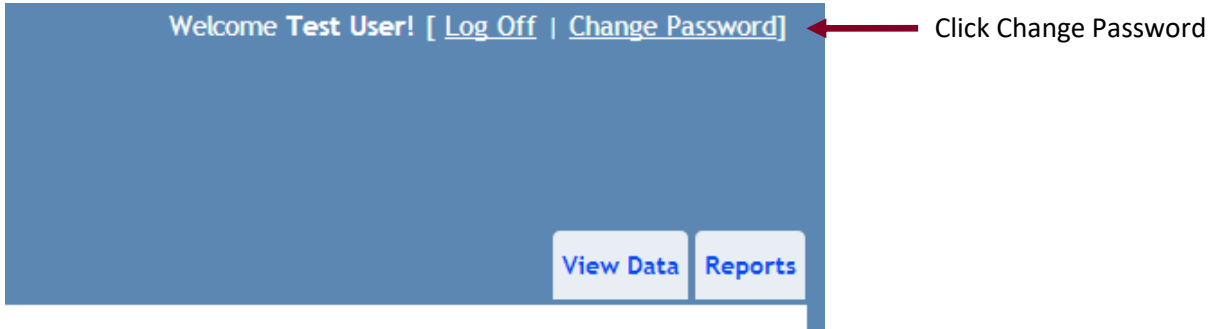 Welcome Test User! [ Log Off | Change Password]
Click Change Password
View Data
Reports